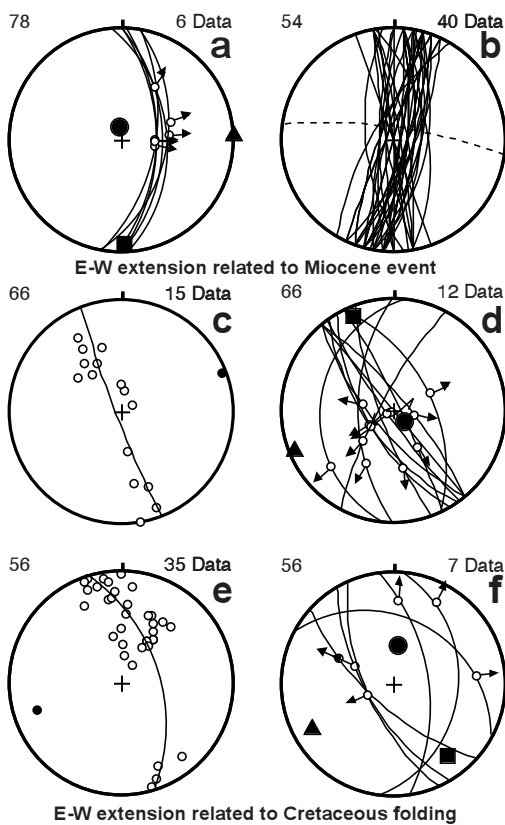 78 6 Data 54 40 Data
a b
E-W extension related to Miocene event
66 15 Data 66 12 Data
c d
56 35 Data 56 7 Data
e f
E-W extension related to Cretaceous folding